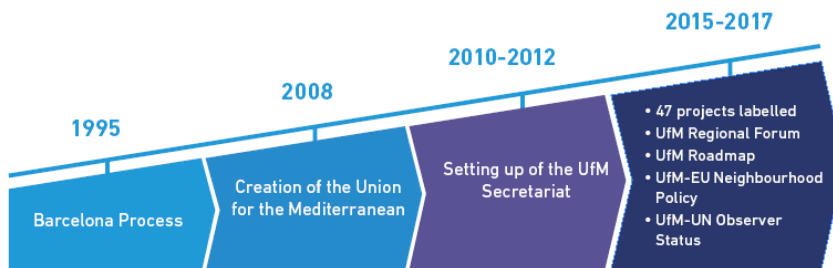 1995
Barcelona Process
2008
Creation of the Union
for the Mediterranean
2010-2012
Setting up of the UfM
Secretariat
2015-2017
• 47 projects labelled
• UfM Regional Forum
• UfM Roadmap
• UfM-EU Neighbourhood
Policy
• UfM-UN Observer
Status